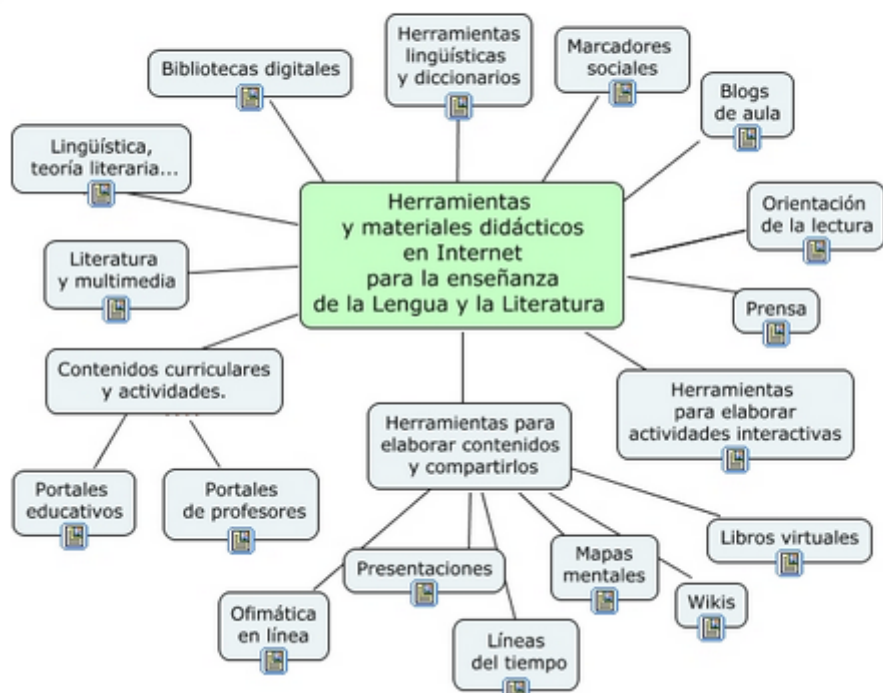 Herramientas
lingüísticas
y diccionarios
Marcadores
sociales
Bibliotecas digitales
Blogs
de aula
Lingüística,
teoría literaria...
Herramientas
y materiales didácticos
en Internet
para la enseñanza
de la Lengua y la Literatura
Orientación
de la lectura
Literatura
y multimedia
Prensa
Contenidos curriculares
y actividades.
Herramientas
para elaborar
actividades interactivas
Herramientas para
elaborar contenidos
y compartirlos
Portales
educativos
Portales
de profesores
Libros virtuales
Presentaciones
Mapas
mentales
Wikis
Ofimática
en línea
Líneas
del tiempo